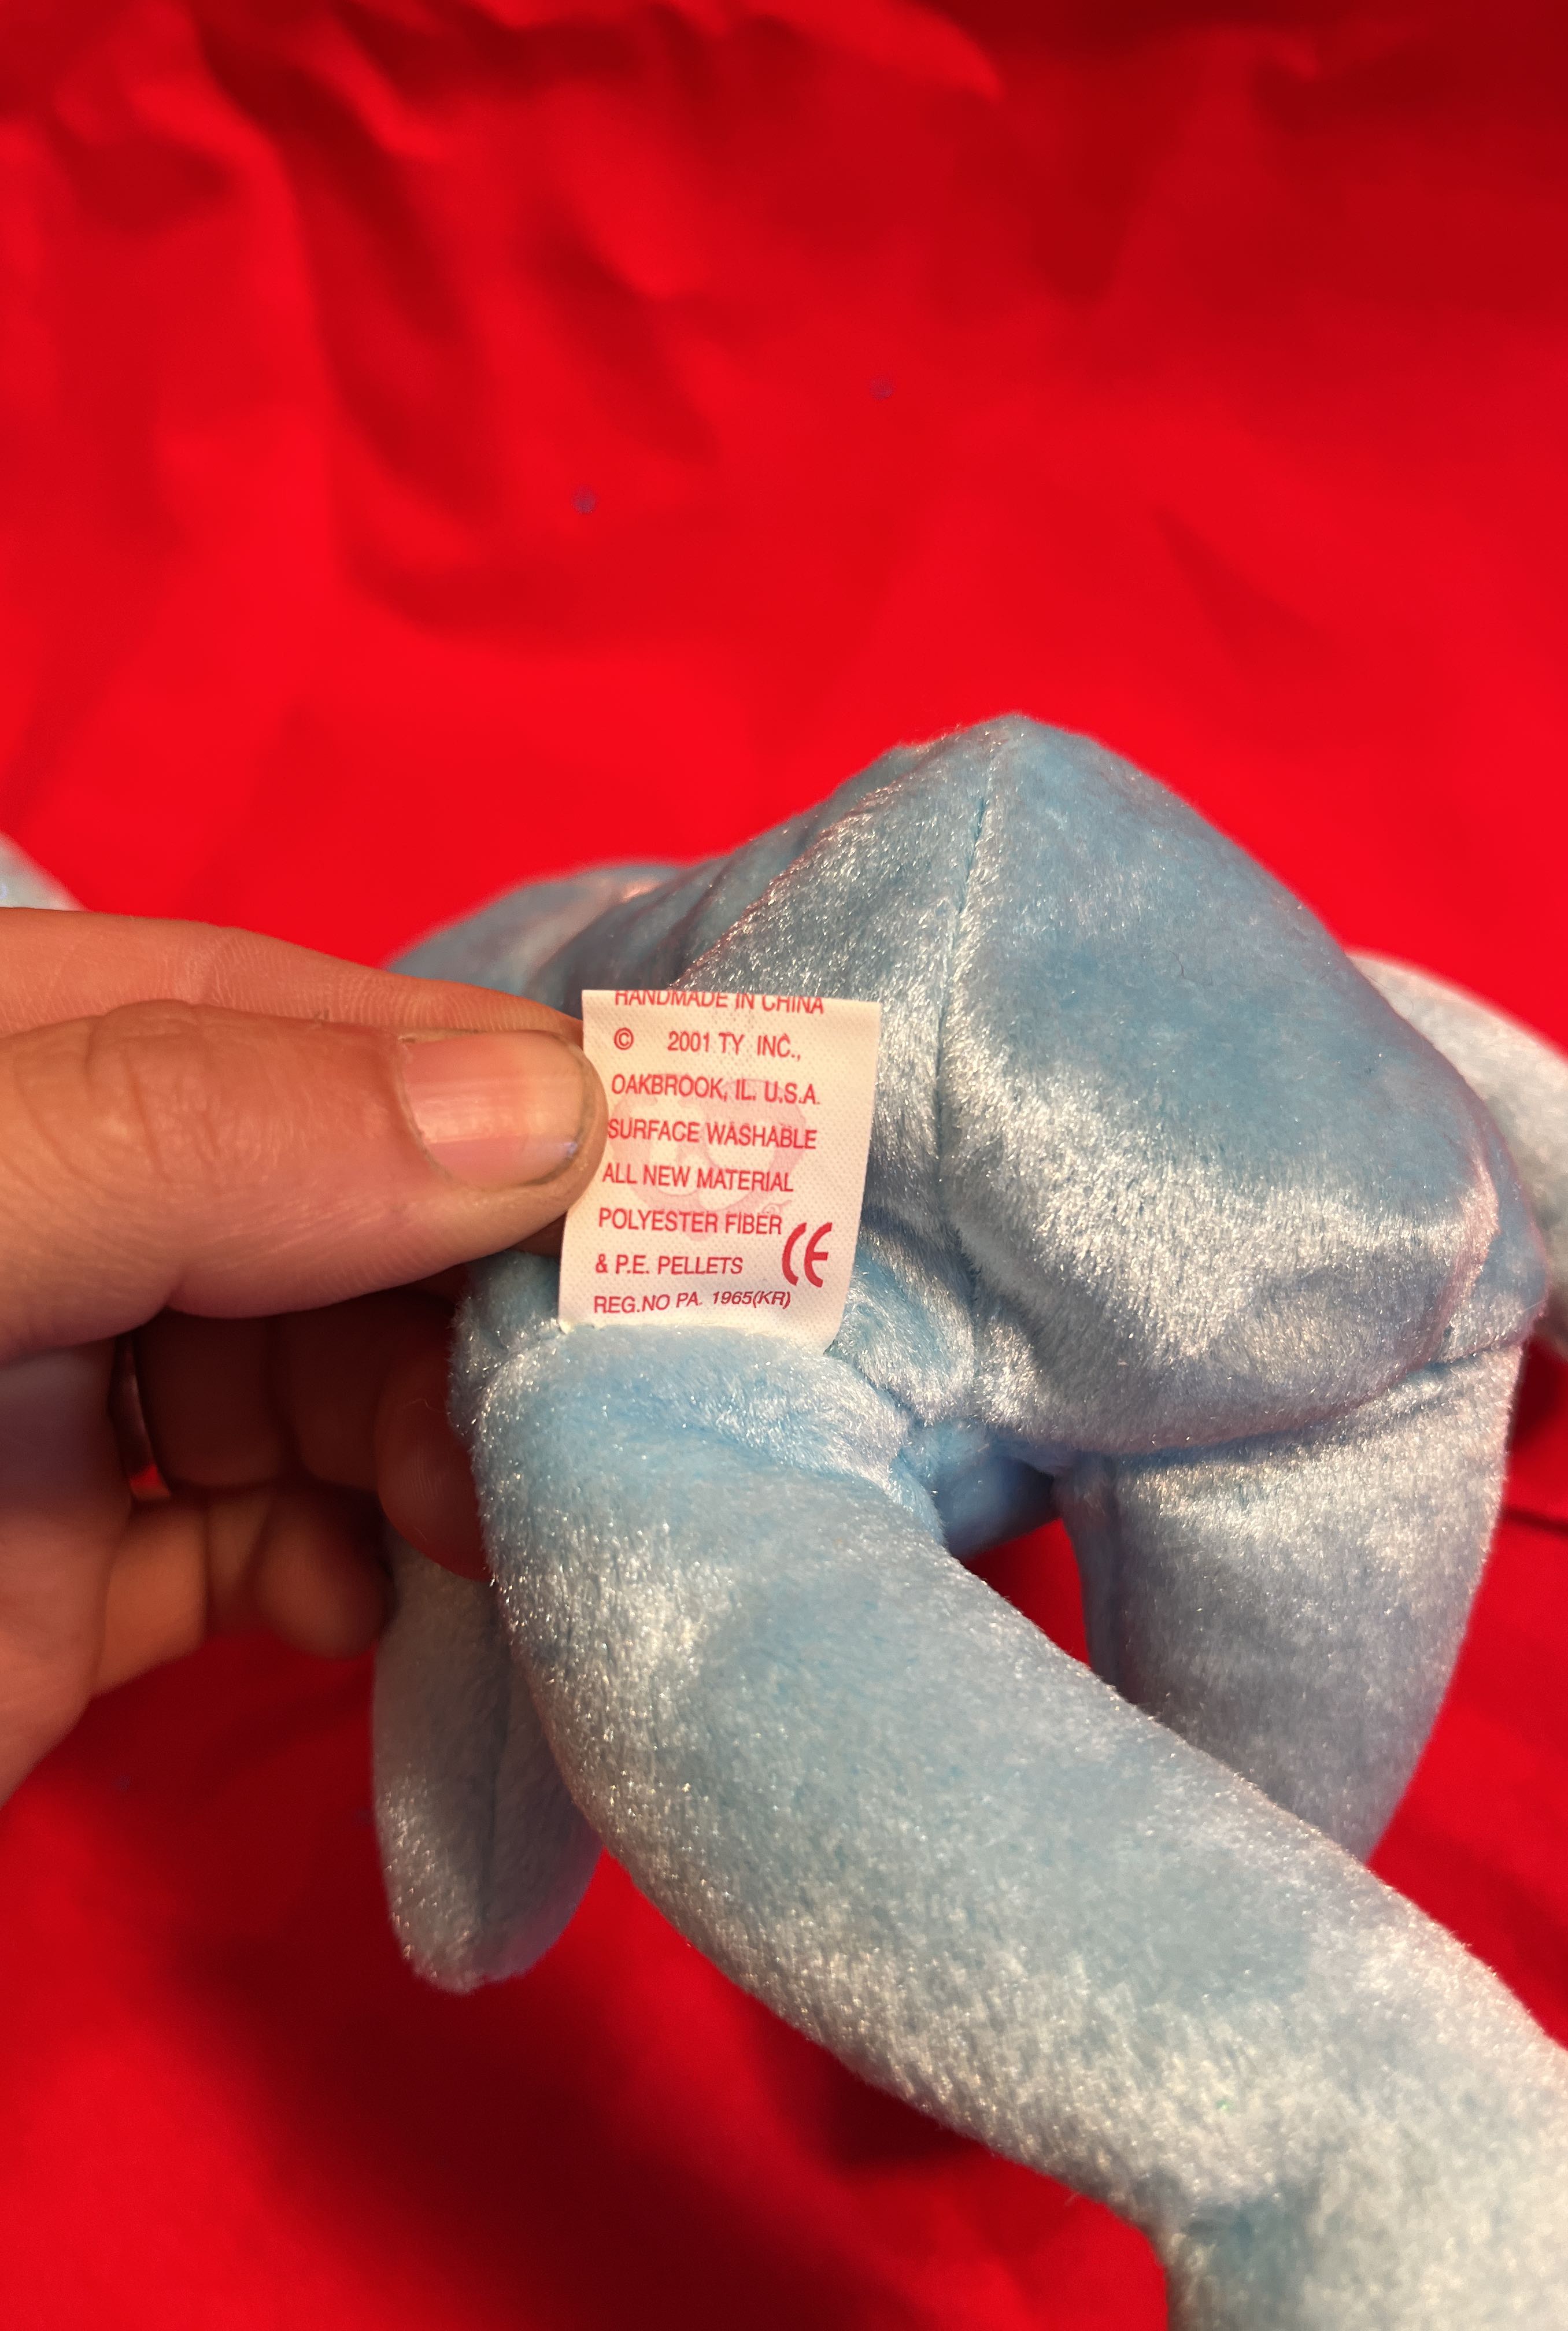 HANDMADE IN CHINA
© 2001 TY INC.,
OAKBROOK, IL. U.S.A.
SURFACE WASHABLE
ALL NEW MATERIAL
POLYESTER FIBER
& P.E. PELLETS CE
REG.NO PA. 1965(KR)